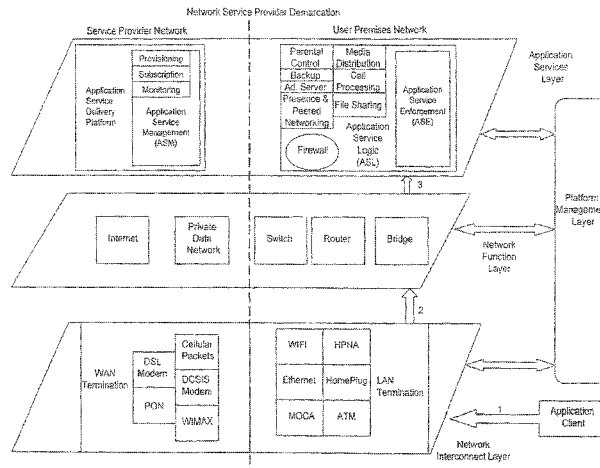 Network Service Provider Demarcation
Service Provider Network
User Premises Network
Application
Service
Delivery
Platform
Provisioning
Subscription
Monitoring
Application
Service
Management
(ASM)
Parental
Control
Backup
Ad. Server
Presence &
Peered
Networking
Firewall
Media
Distribution
Call
Processing
File Sharing
Application
Service
Logic
(ASL)
Application
Service
Enforcement
(ASE)
Application
Services
Layer
3
Internet
Private
Data
Network
Switch
Router
Bridge
Network
Function
Layer
Platform
Management
Layer
2
WAN
Termination
DSL
Modem
PON
Cellular
Packets
DCSIS
Modem
WIMAX
WIFI
HPNA
Ethernet
HomePlug
MOCA
ATM
LAN
Termination
1
Application
Client
Network
Interconnect Layer